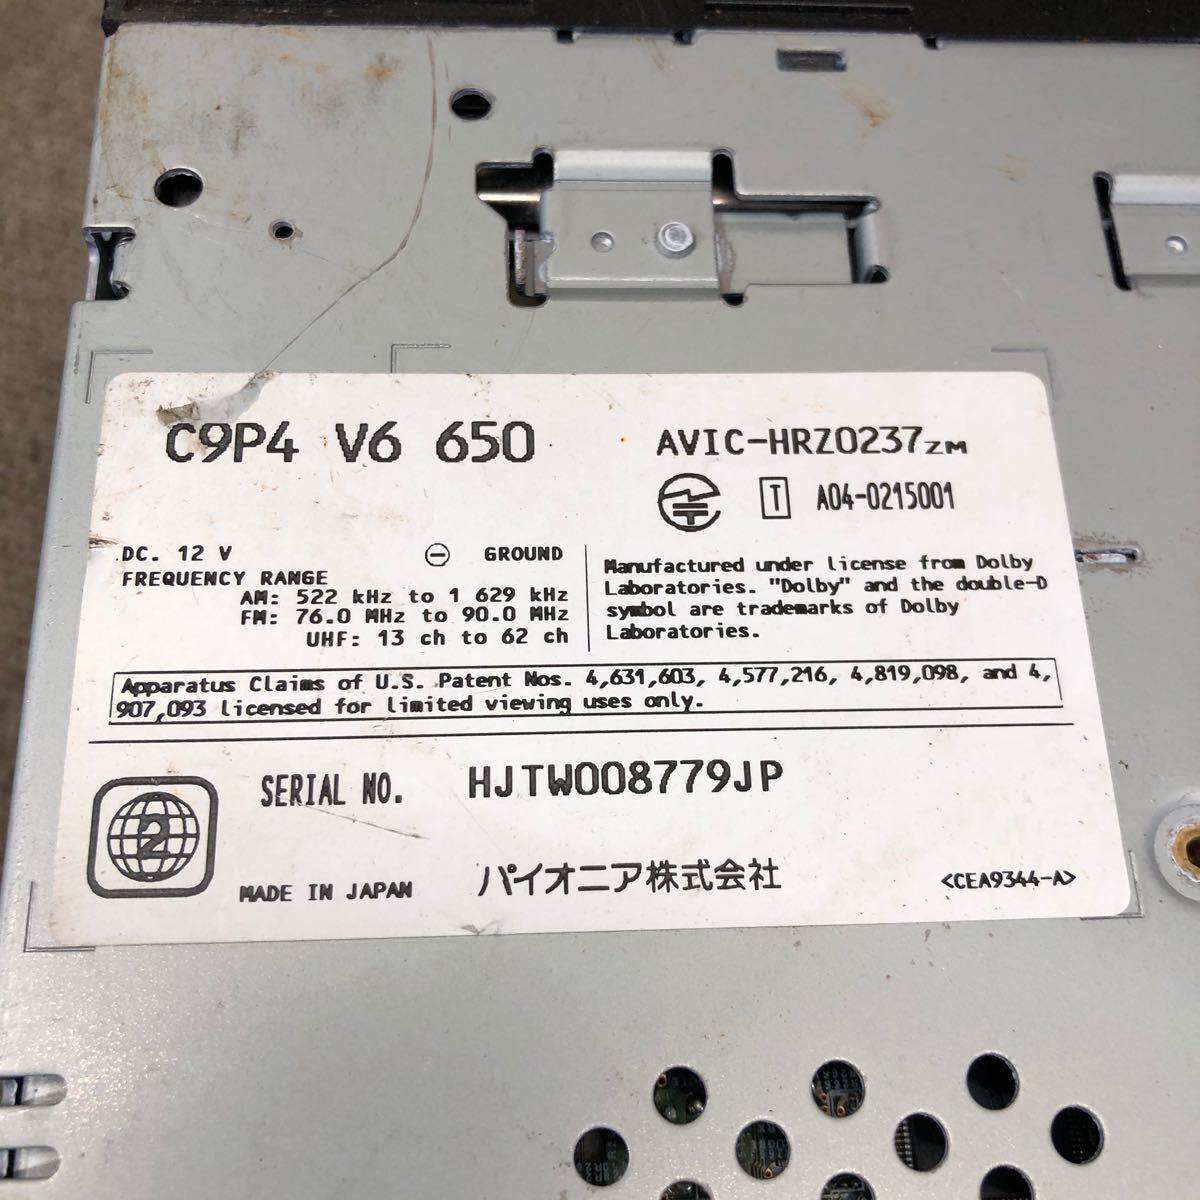 C9P4 V6 650
AVIC-HRZ0237ZM
T A04-0215001
DC. 12 V ⊖ GROUND
FREQUENCY RANGE
AM: 522 kHz to 1 629 kHz
FM: 76.0 MHz to 90.0 MHz
UHF: 13 ch to 62 ch
Manufactured under license from Dolby
Laboratories. "Dolby" and the double-D
symbol are trademarks of Dolby
Laboratories.
Apparatus Claims of U.S. Patent Nos. 4,631,603, 4,577,216, 4,819,098, and 4,
907,093 licensed for limited viewing uses only.
2
SERIAL NO. HJTW008779JP
MADE IN JAPAN
パイオニア株式会社
<CEA9344-A>